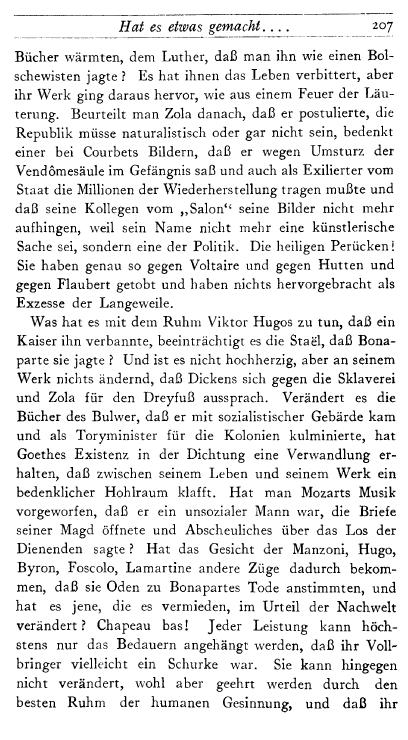 Hat es etwas gemacht.... 207
Bücher wärmten, dem Luther, daß man ihn wie einen Bol-
schewisten jagte? Es hat ihnen das Leben verbittert, aber
ihr Werk ging daraus hervor, wie aus einem Feuer der Läu-
terung. Beurteilt man Zola danach, daß er postulierte, die
Republik müsse naturalistisch oder gar nicht sein, bedenkt
einer bei Courbets Bildern, daß er wegen Umsturz der
Vendômesäule im Gefängnis saß und auch als Exilierter vom
Staat die Millionen der Wiederherstellung tragen mußte und
daß seine Kollegen vom „Salon“ seine Bilder nicht mehr
aufhingen, weil sein Name nicht mehr eine künstlerische
Sache sei, sondern eine der Politik. Die heiligen Perücken!
Sie haben genau so gegen Voltaire und gegen Hutten und
gegen Flaubert getobt und haben nichts hervorgebracht als
Exzesse der Langeweile.
Was hat es mit dem Ruhm Viktor Hugos zu tun, daß ein
Kaiser ihn verbannte, beeinträchtigt es die Staël, daß Bona-
parte sie jagte? Und ist es nicht hochherzig, aber an seinem
Werk nichts ändernd, daß Dickens sich gegen die Sklaverei
und Zola für den Dreyfuß aussprach. Verändert es die
Bücher des Bulwer, daß er mit sozialistischer Gebärde kam
und als Toryminister für die Kolonien kulminierte, hat
Goethes Existenz in der Dichtung eine Verwandlung er-
halten, daß zwischen seinem Leben und seinem Werk ein
bedenklicher Hohlraum klafft. Hat man Mozarts Musik
vorgeworfen, daß er ein unsozialer Mann war, die Briefe
seiner Magd öffnete und Abscheuliches über das Los der
Dienenden sagte? Hat das Gesicht der Manzoni, Hugo,
Byron, Foscolo, Lamartine andere Züge dadurch bekom-
men, daß sie Oden zu Bonapartes Tode anstimmten, und
hat es jene, die es vermieden, im Urteil der Nachwelt
verändert? Chapeau bas! Jeder Leistung kann höch-
stens nur das Bedauern angehängt werden, daß ihr Voll-
bringer vielleicht ein Schurke war. Sie kann hingegen
nicht verändert, wohl aber geehrt werden durch den
besten Ruhm der humanen Gesinnung, und daß ihr